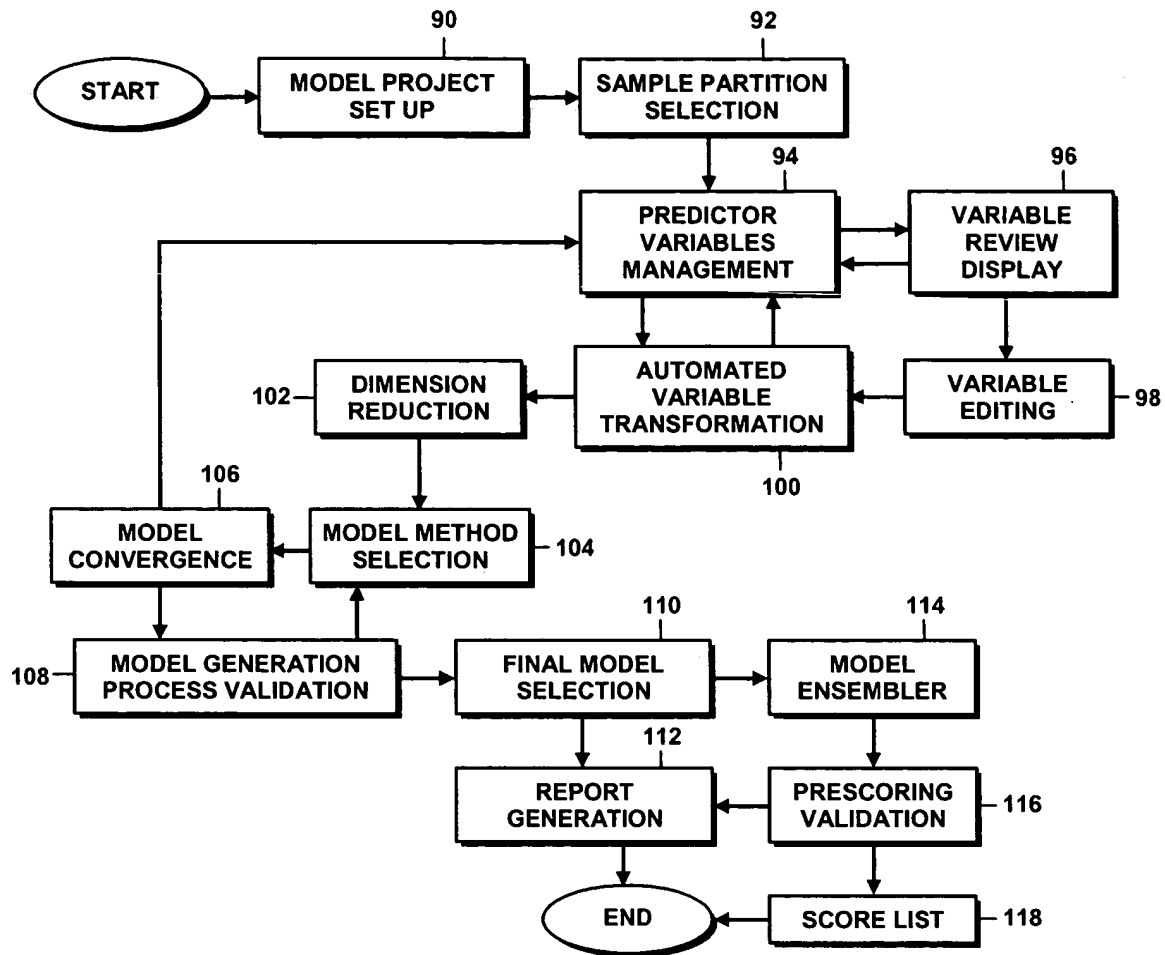 90
92
START
MODEL PROJECT
SET UP
SAMPLE PARTITION
SELECTION
94
96
PREDICTOR
VARIABLES
MANAGEMENT
VARIABLE
REVIEW
DISPLAY
102
DIMENSION
REDUCTION
AUTOMATED
VARIABLE
TRANSFORMATION
VARIABLE
EDITING
98
100
106
MODEL
CONVERGENCE
MODEL METHOD
SELECTION
104
110
114
108
MODEL GENERATION
PROCESS VALIDATION
FINAL MODEL
SELECTION
MODEL
ENSEMBLER
112
REPORT
GENERATION
PRESCORING
VALIDATION
116
END
SCORE LIST
118